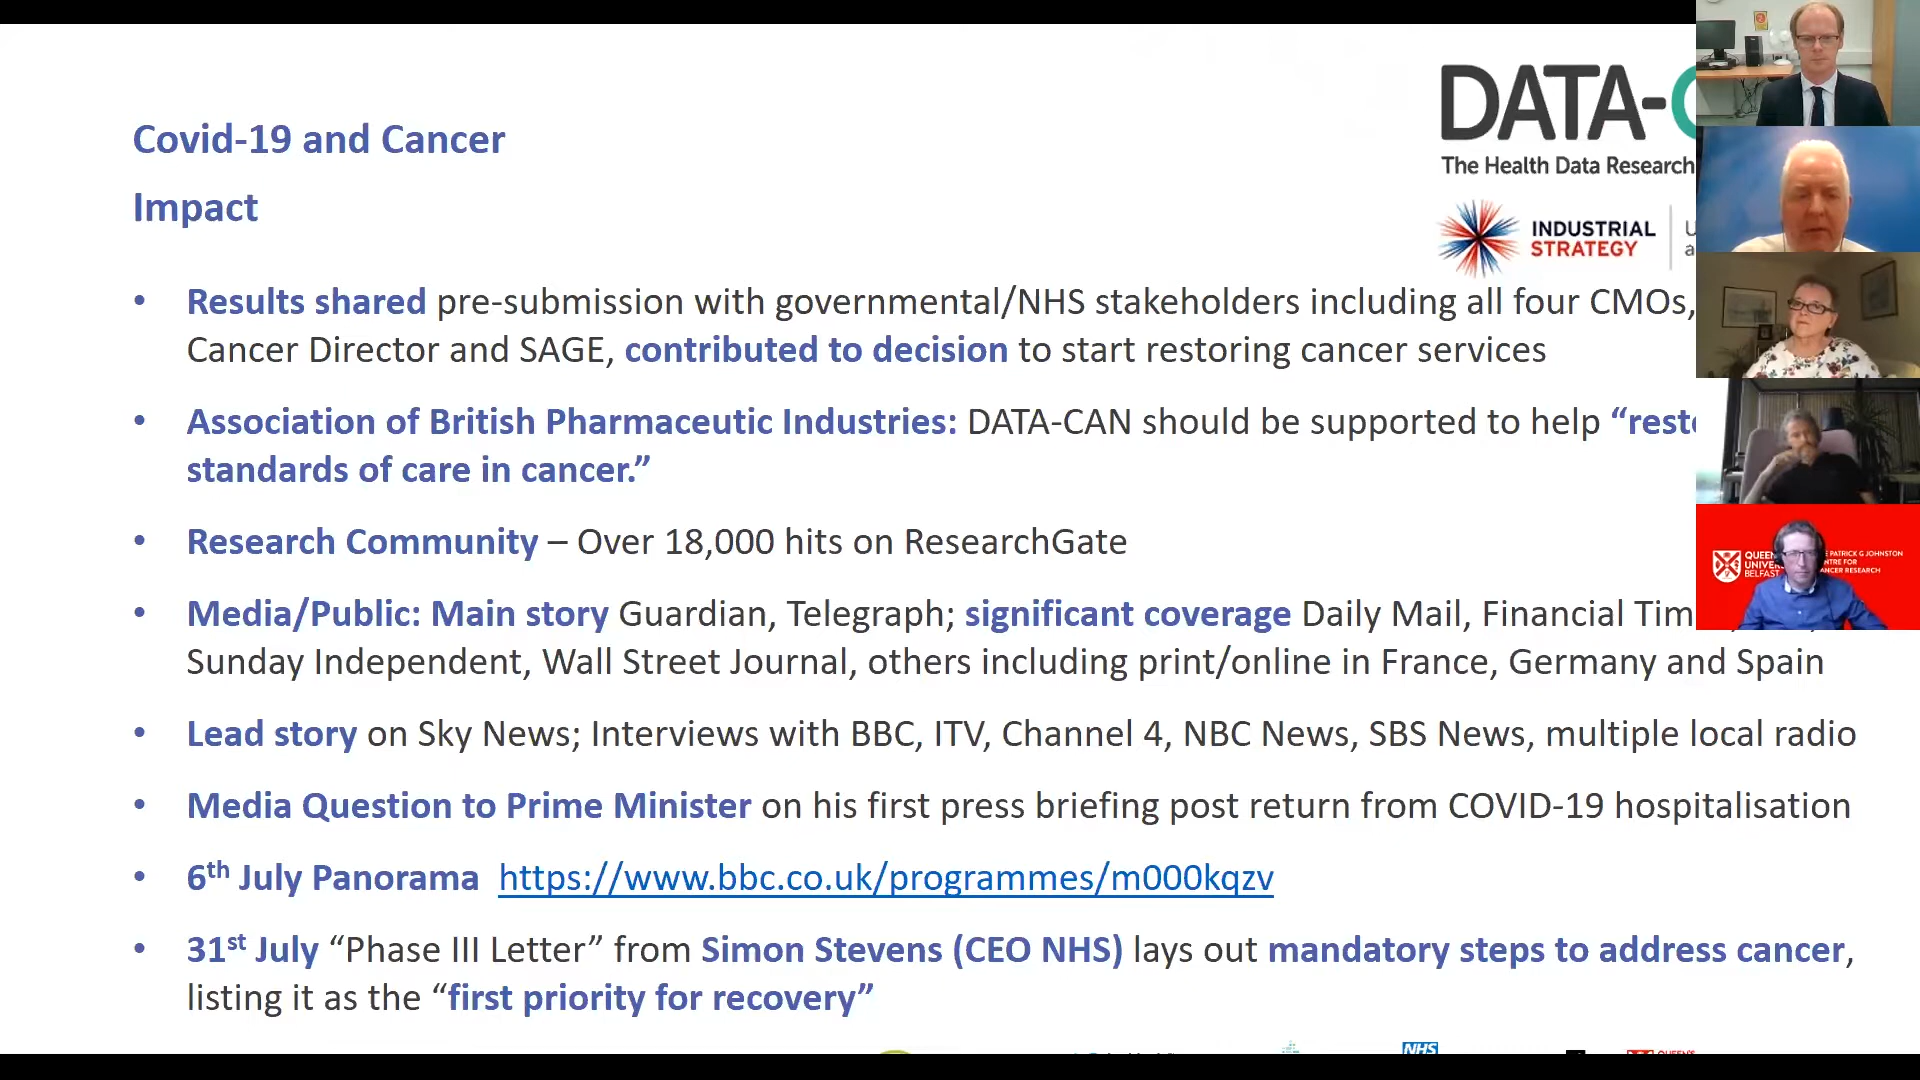 DATA-
The Health Data Research
INDUSTRIAL
STRATEGY
Covid-19 and Cancer
Impact
• Results shared pre-submission with governmental/NHS stakeholders including all four CMOs,
Cancer Director and SAGE, contributed to decision to start restoring cancer services
• Association of British Pharmaceutic Industries: DATA-CAN should be supported to help
standards of care in cancer.”
• Research Community – Over 18,000 hits on ResearchGate
• Media/Public: Main story Guardian, Telegraph; significant coverage Daily Mail, Financial
Sunday Independent, Wall Street Journal, others including print/online in France, Germany and Spain
• Lead story on Sky News; Interviews with BBC, ITV, Channel 4, NBC News, SBS News, multiple local radio
• Media Question to Prime Minister on his first press briefing post return from COVID-19 hospitalisation
• 6th July Panorama https://www.bbc.co.uk/programmes/m000kqzv
• 31st July “Phase III Letter” from Simon Stevens (CEO NHS) lays out mandatory steps to address cancer,
listing it as the “first priority for recovery”
NHS
BELFAST
PATRICK G JOHNSTON
FOR
RESEARCH